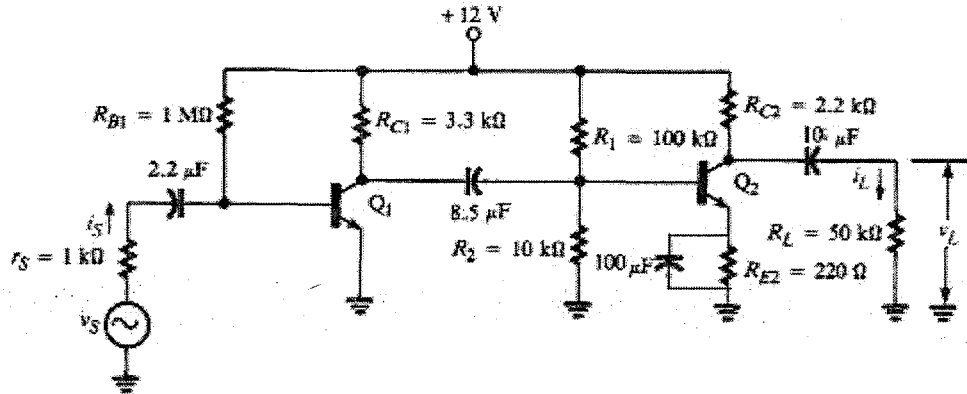 + 12 V
R_B1 = 1 MΩ
R_C1 = 3.3 kΩ
R_1 = 100 kΩ
R_C2 = 2.2 kΩ
10 μF
2.2 μF
Q_1
8.5 μF
Q_2
i_S
i_L
r_S = 1 kΩ
R_2 = 10 kΩ
100 μF
R_E2 = 220 Ω
R_L = 50 kΩ
v_L
v_S